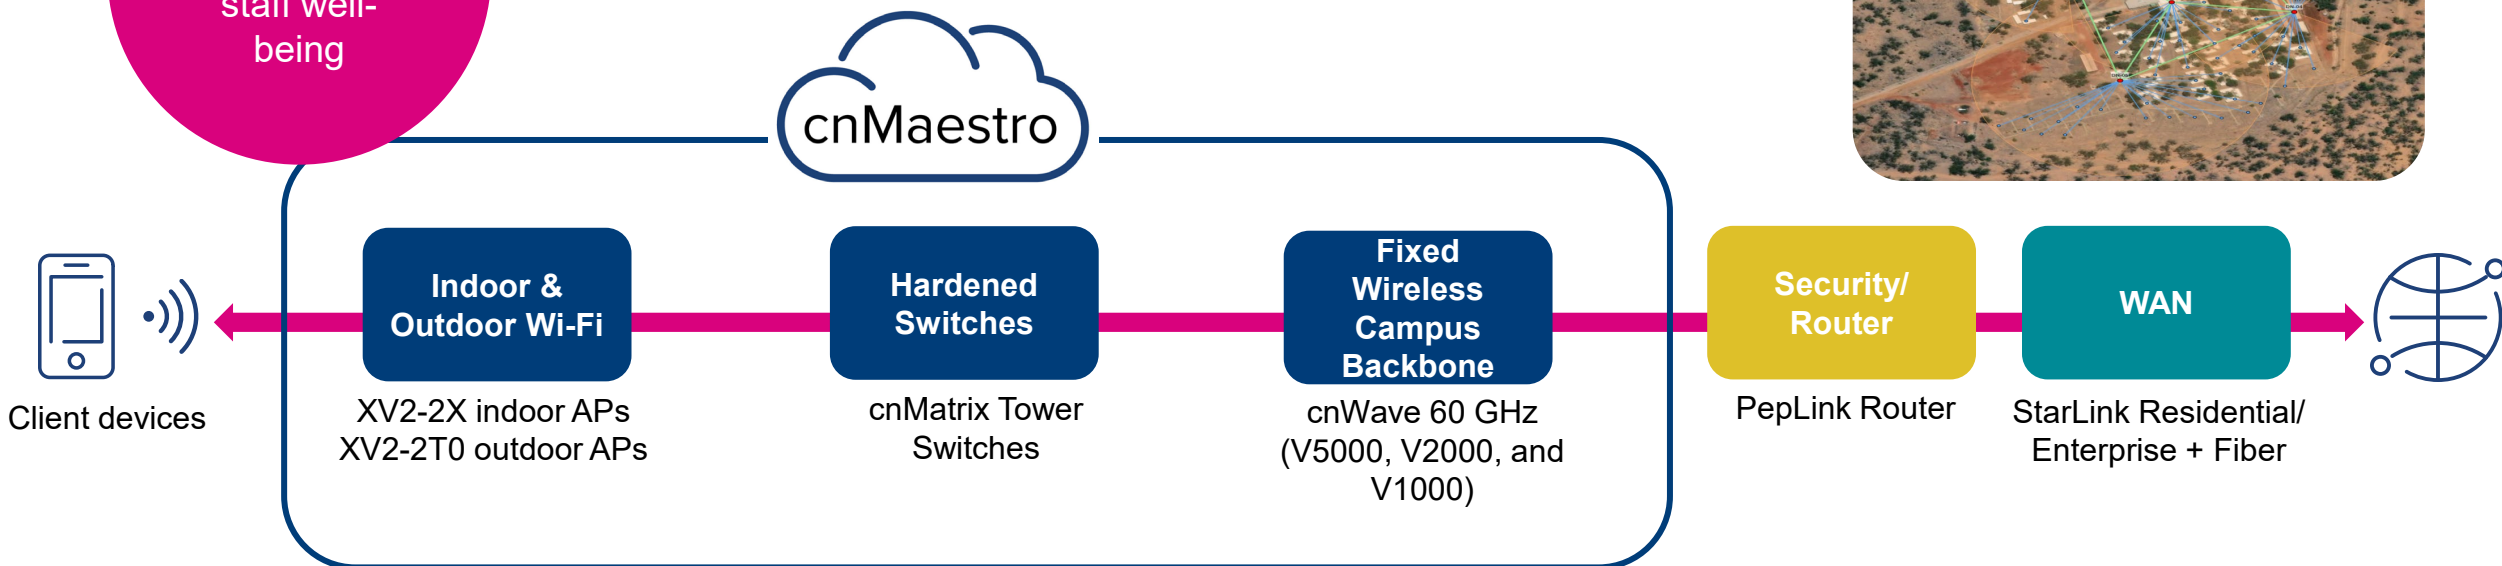 staff well-
being
cnMaestro
Indoor &
Outdoor Wi-Fi
Hardened
Switches
Fixed
Wireless
Campus
Backbone
Security/
Router
WAN
Client devices
XV2-2X indoor APs
XV2-2T0 outdoor APs
cnMatrix Tower
Switches
cnWave 60 GHz
(V5000, V2000, and
V1000)
PepLink Router
StarLink Residential/
Enterprise + Fiber